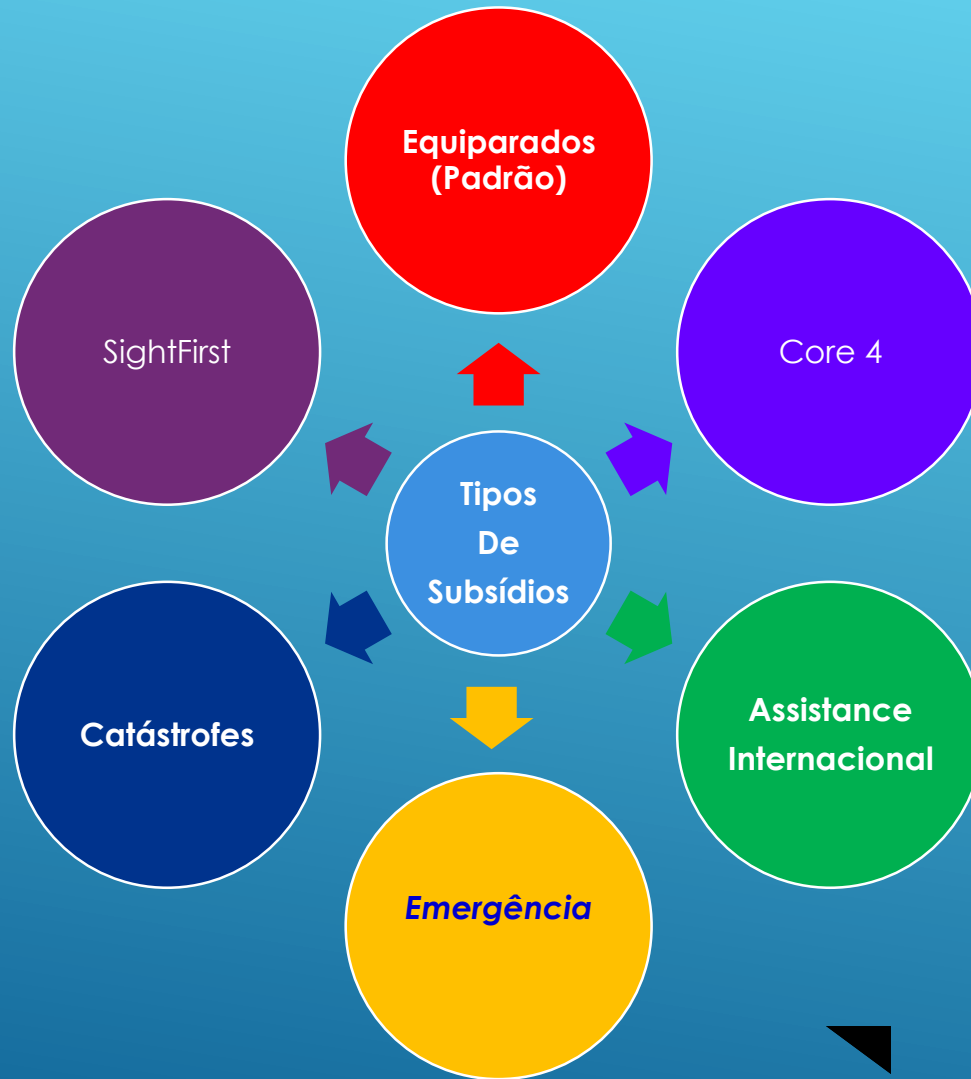 Equiparados
(Padrão)
SightFirst
Core 4
Tipos
De
Subsídios
Catástrofes
Assistance
Internacional
Emergência